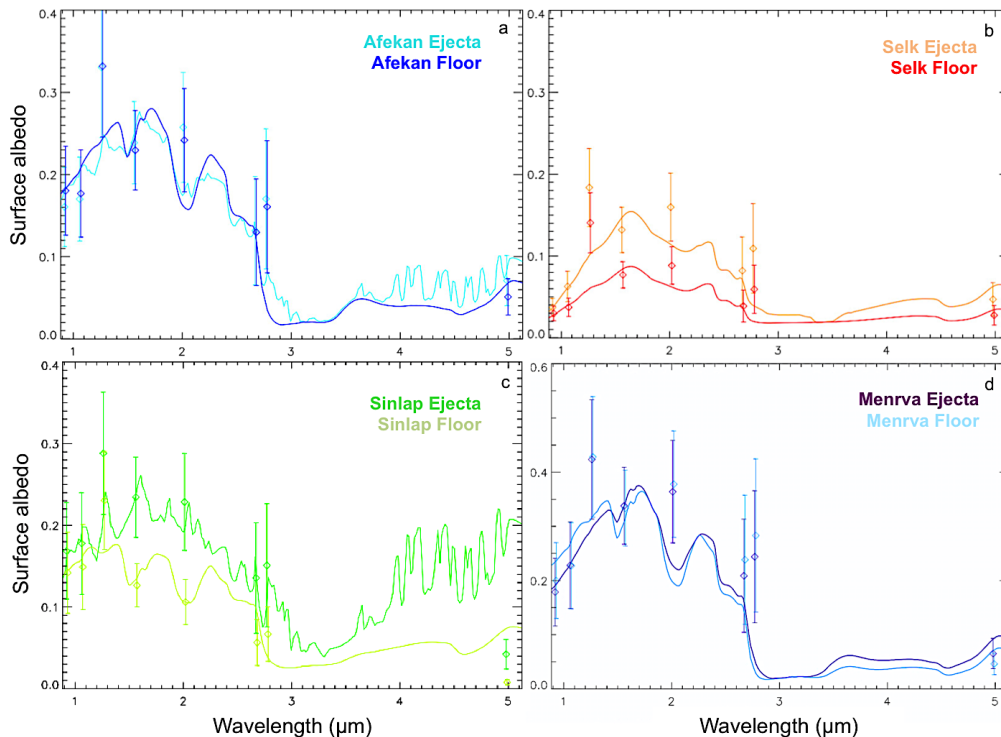 a
Afekan Ejecta
Afekan Floor
0.4
0.3
0.2
0.1
0.0
1 2 3 4 5
b
Selk Ejecta
Selk Floor
0.4
0.3
0.2
0.1
0.0
1 2 3 4 5
c
Sinlap Ejecta
Sinlap Floor
0.4
0.3
0.2
0.1
0.0
1 2 3 4 5
d
Menrva Ejecta
Menrva Floor
0.6
0.4
0.2
0.0
1 2 3 4 5
Surface albedo
Surface albedo
Wavelength (µm)
Wavelength (µm)